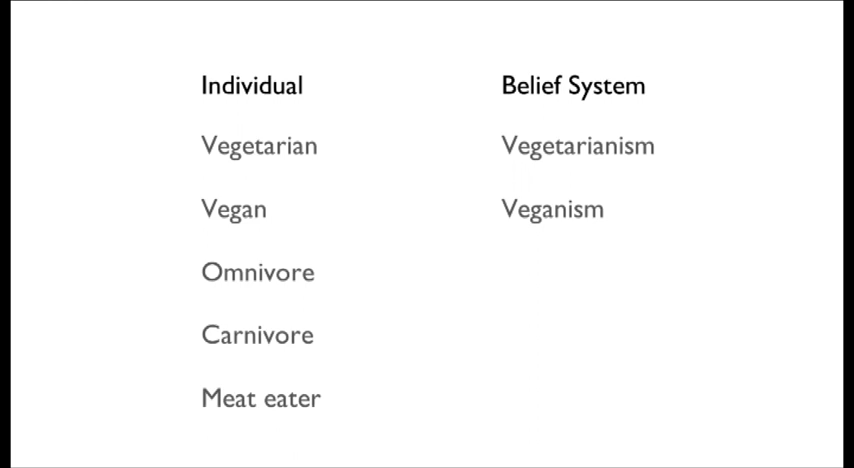 Individual Belief System
Vegetarian Vegetarianism
Vegan Veganism
Omnivore
Carnivore
Meat eater